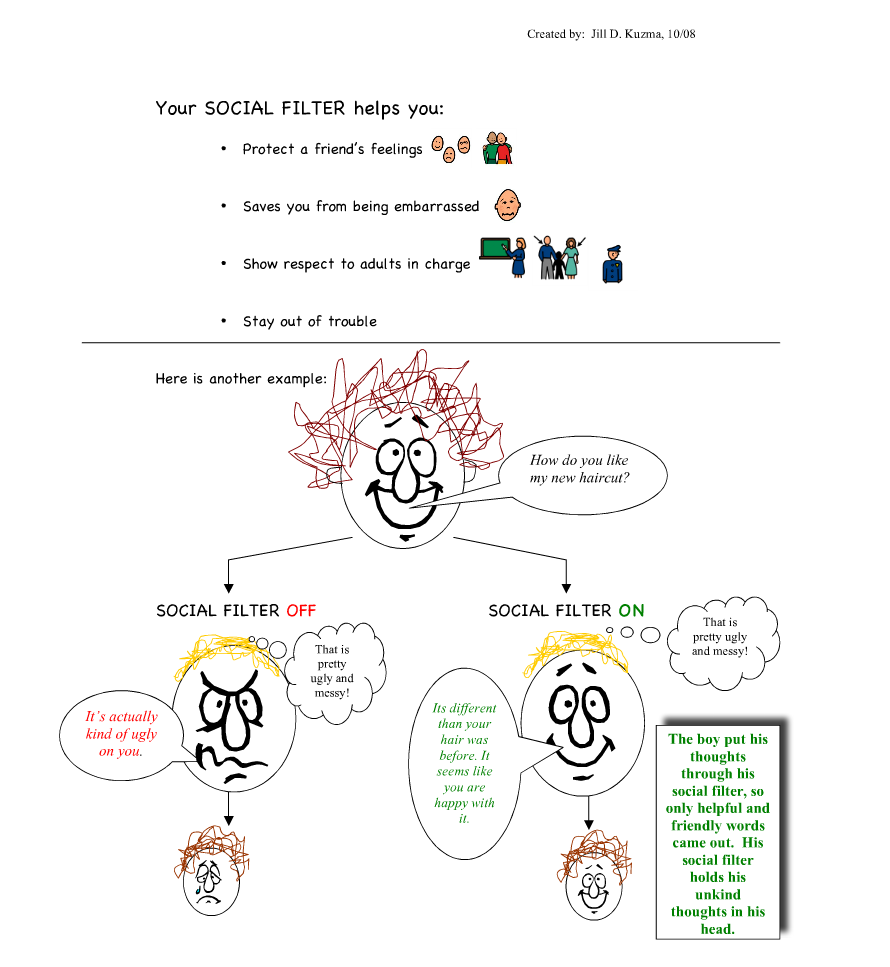 Created by:  Jill D. Kuzma, 10/08
Your SOCIAL FILTER helps you:
• Protect a friend's feelings
• Saves you from being embarrassed
• Show respect to adults in charge
• Stay out of trouble
Here is another example:
How do you like
my new haircut?
SOCIAL FILTER OFF
That is
pretty
ugly and
messy!
It's actually
kind of ugly
on you.
SOCIAL FILTER ON
That is
pretty ugly
and messy!
Its different
than your
hair was
before. It
seems like
you are
happy with
it.
The boy put his
thoughts
through his
social filter, so
only helpful and
friendly words
came out.  His
social filter
holds his
unkind
thoughts in his
head.